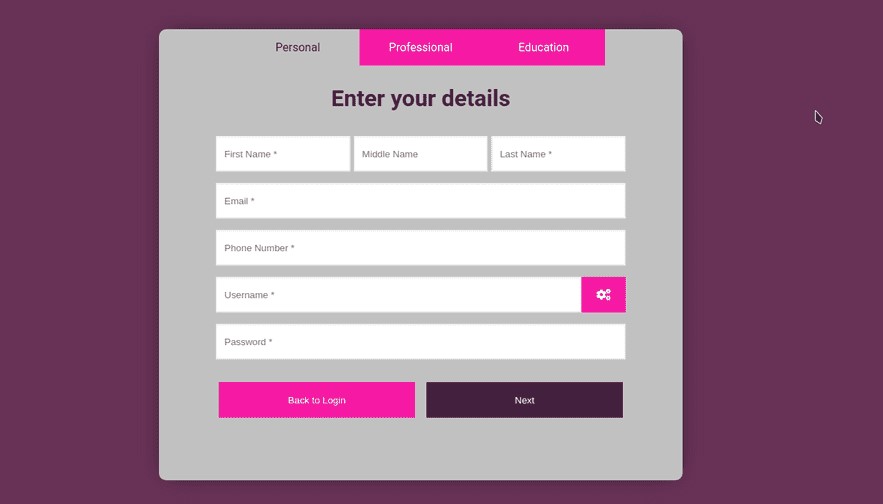 Personal Professional Education
Enter your details
First Name * Middle Name Last Name *
Email *
Phone Number *
Username *
Password *
Back to Login Next